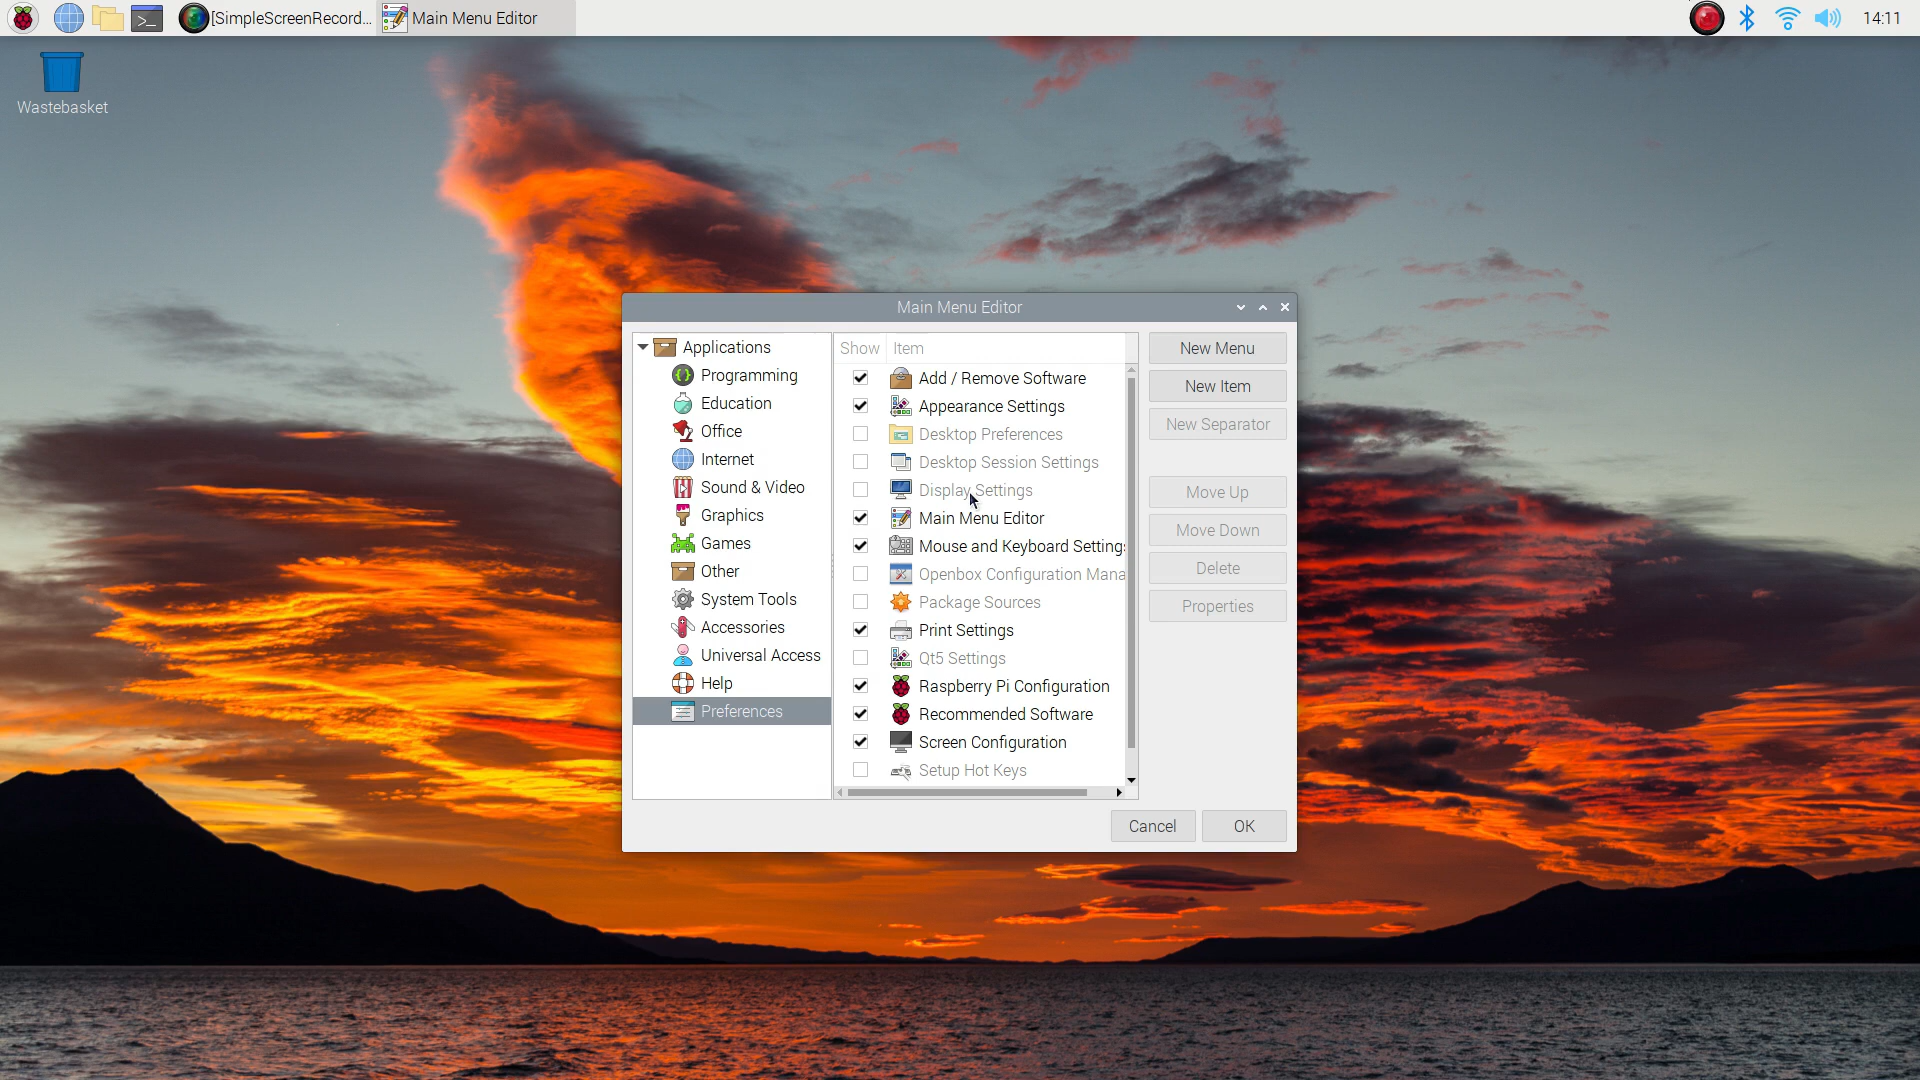 [SimpleScreenRecord...
Main Menu Editor
14:11
Wastebasket
Main Menu Editor
Applications
Programming
Education
Office
Internet
Sound & Video
Graphics
Games
Other
System Tools
Accessories
Universal Access
Help
Preferences
Show Item
Add / Remove Software
Appearance Settings
Desktop Preferences
Desktop Session Settings
Display Settings
Main Menu Editor
Mouse and Keyboard Settings
Openbox Configuration Mana
Package Sources
Print Settings
Qt5 Settings
Raspberry Pi Configuration
Recommended Software
Screen Configuration
Setup Hot Keys
New Menu
New Item
New Separator
Move Up
Move Down
Delete
Properties
Cancel
OK